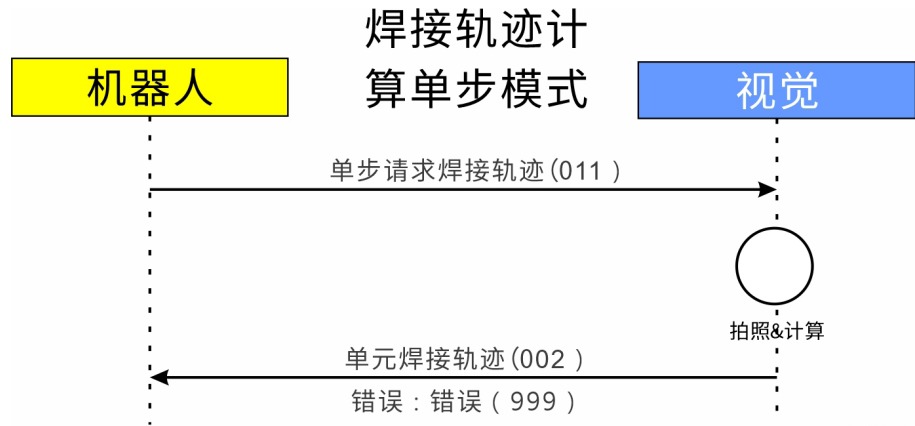 焊接轨迹计
算单步模式
机器人
视觉
单步请求焊接轨迹(011)
拍照&计算
单元焊接轨迹(002)
错误：错误（999）